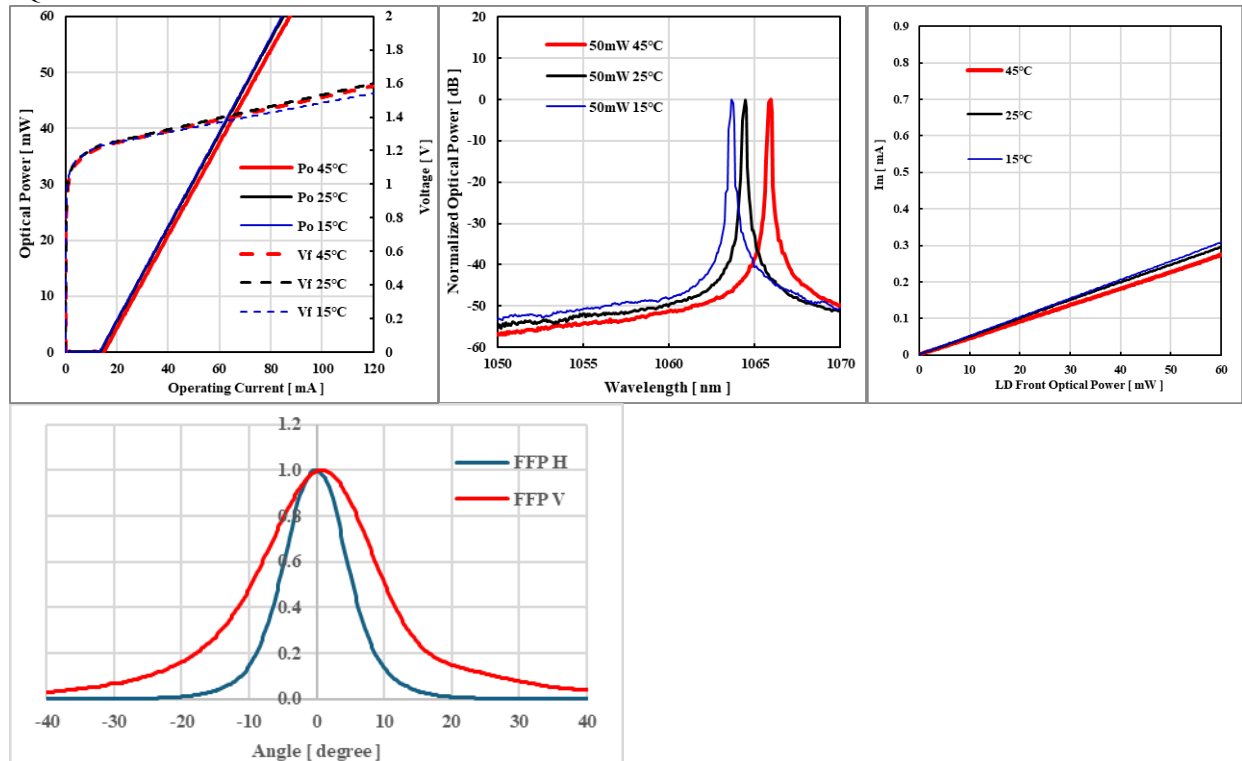 60
50
40
30
20
10
0
Optical Power [ mW ]
2
1.8
1.6
1.4
1.2
1
0.8
0.6
0.4
0.2
0
Voltage [ V ]
Po 45°C
Po 25°C
Po 15°C
Vf 45°C
Vf 25°C
Vf 15°C
0 20 40 60 80 100 120
Operating Current [ mA ]
20
10
0
-10
-20
-30
-40
-50
-60
Normalized Optical Power [ dB ]
50mW 45°C
50mW 25°C
50mW 15°C
1050 1055 1060 1065 1070
Wavelength [ nm ]
0.9
0.8
0.7
0.6
0.5
0.4
0.3
0.2
0.1
0
Im [ mA ]
45°C
25°C
15°C
0 10 20 30 40 50 60
LD Front Optical Power [ mW ]
1.2
1.0
0.8
0.6
0.4
0.2
0.0
FFP H
FFP V
-40 -30 -20 -10 0 10 20 30 40
Angle [ degree ]